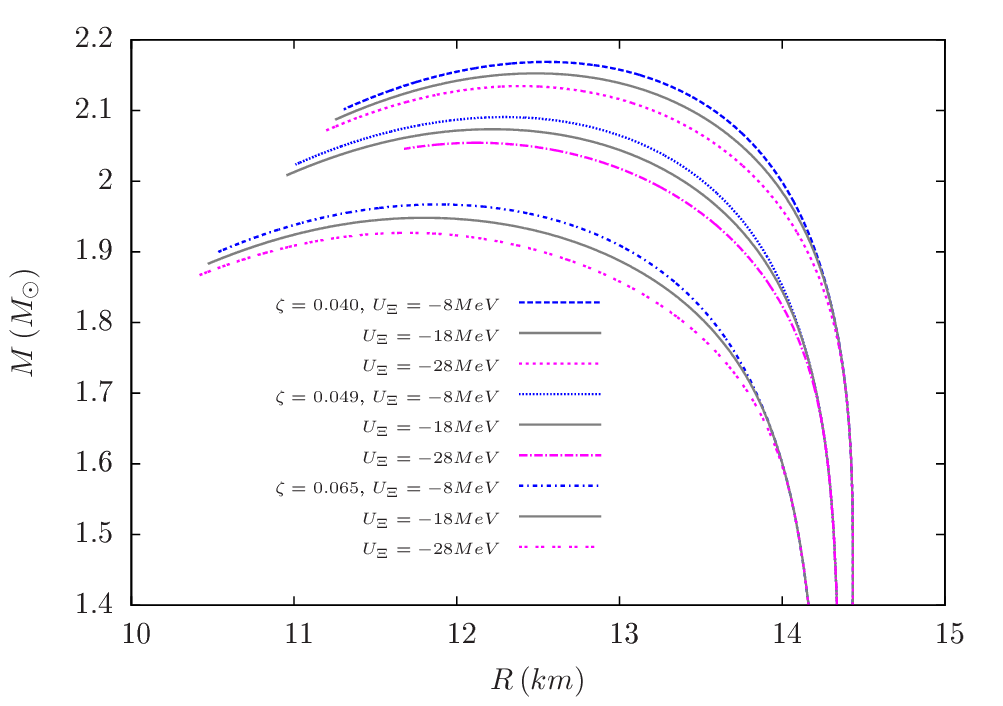 2.2
2.1
2
1.9
1.8
1.7
1.6
1.5
1.4
M (M⊙)
ζ = 0.040, UΞ = −8MeV
UΞ = −18MeV
UΞ = −28MeV
ζ = 0.049, UΞ = −8MeV
UΞ = −18MeV
UΞ = −28MeV
ζ = 0.065, UΞ = −8MeV
UΞ = −18MeV
UΞ = −28MeV
10 11 12 13 14 15
R (km)